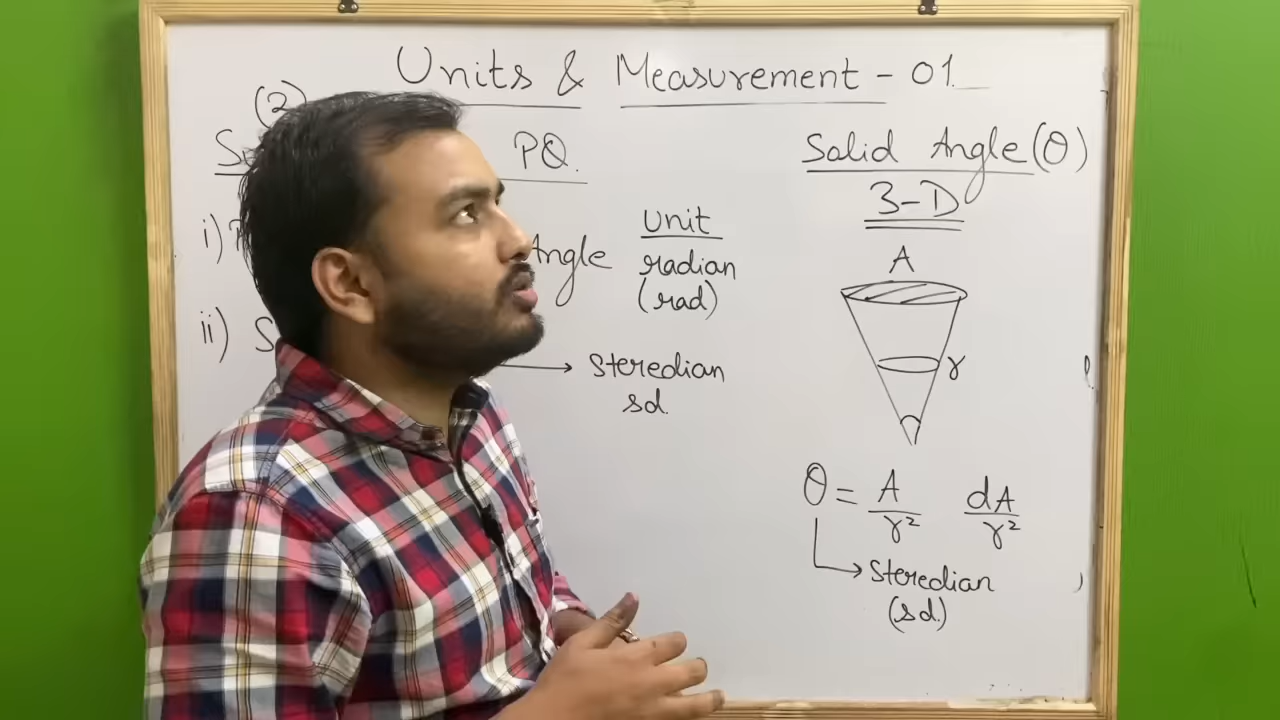 Units & Measurement - 01
(2)
PQ.
i)
Angle
Unit
radian
(rad)
ii) S
Steredian
sd.
Solid Angle (θ)
3-D
A
r
θ = A/r² dA/r²
Steredian
(sd.)